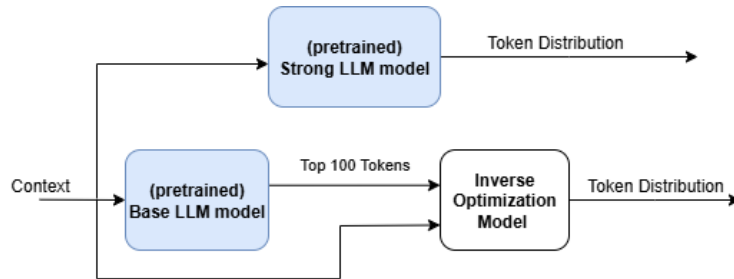 (pretrained)
Strong LLM model
Token Distribution
Context
(pretrained)
Base LLM model
Top 100 Tokens
Inverse
Optimization
Model
Token Distribution